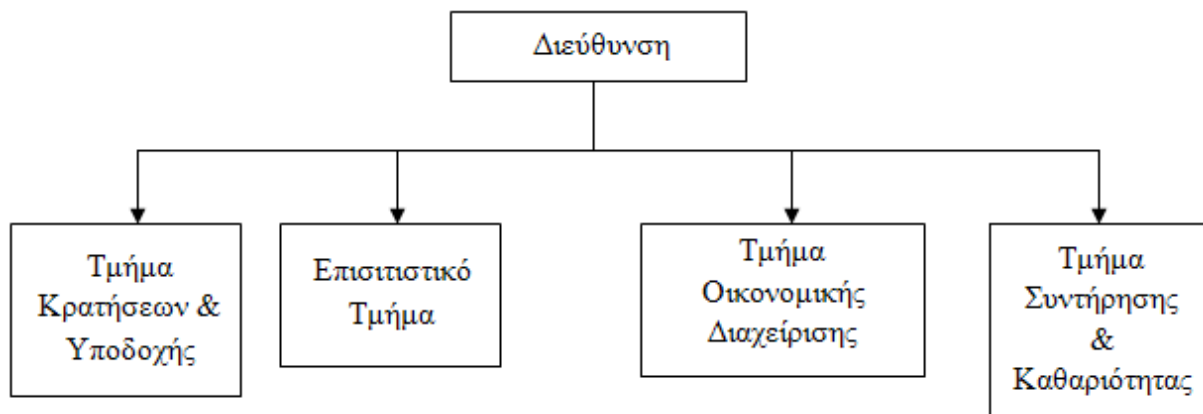 Διεύθυνση
Τμήμα
Κρατήσεων &
Υποδοχής
Επισιτιστικό
Τμήμα
Τμήμα
Οικονομικής
Διαχείρισης
Τμήμα
Συντήρησης
&
Καθαριότητας